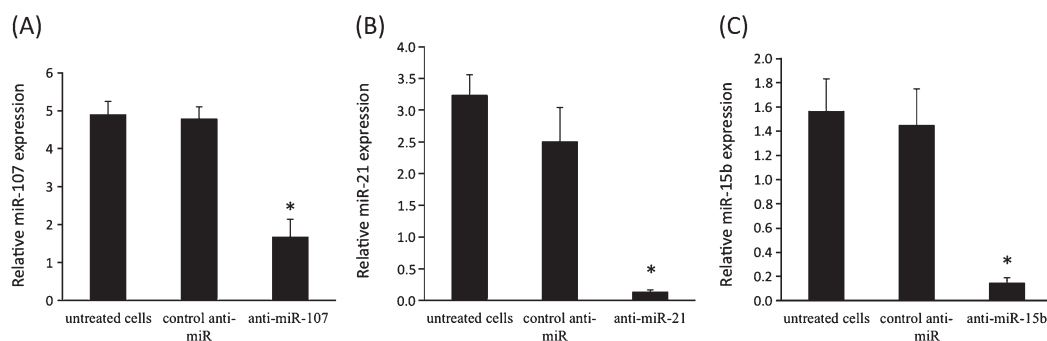 (A)
Relative miR-107 expression
6
5
4
3
2
1
0
*
untreated cells
control anti-
miR
anti-miR-107
(B)
Relative miR-21 expression
4.0
3.5
3.0
2.5
2.0
1.5
1.0
0.5
0.0
*
untreated cells
control anti-
miR
anti-miR-21
(C)
Relative miR-15b expression
2.0
1.8
1.6
1.4
1.2
1.0
0.8
0.6
0.4
0.2
0.0
*
untreated cells
control anti-
miR
anti-miR-15b